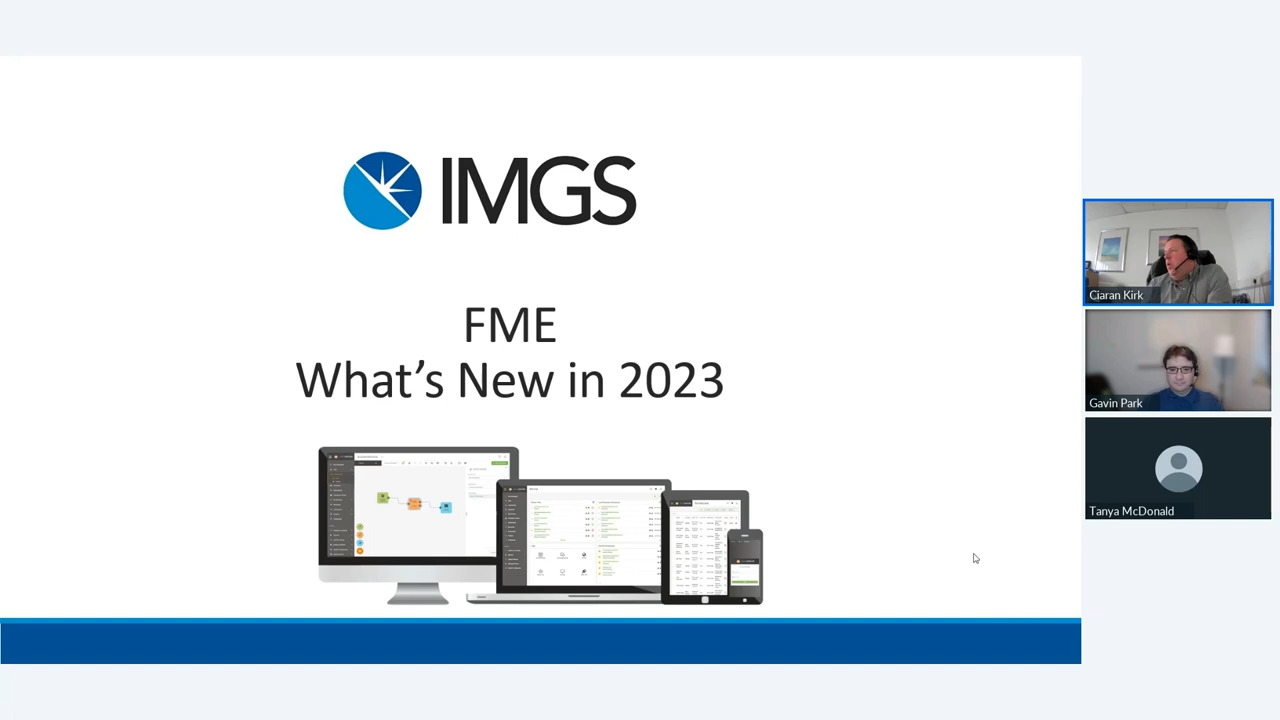 IMGS
FME
What's New in 2023
Ciaran Kirk
Gavin Park
Tanya McDonald